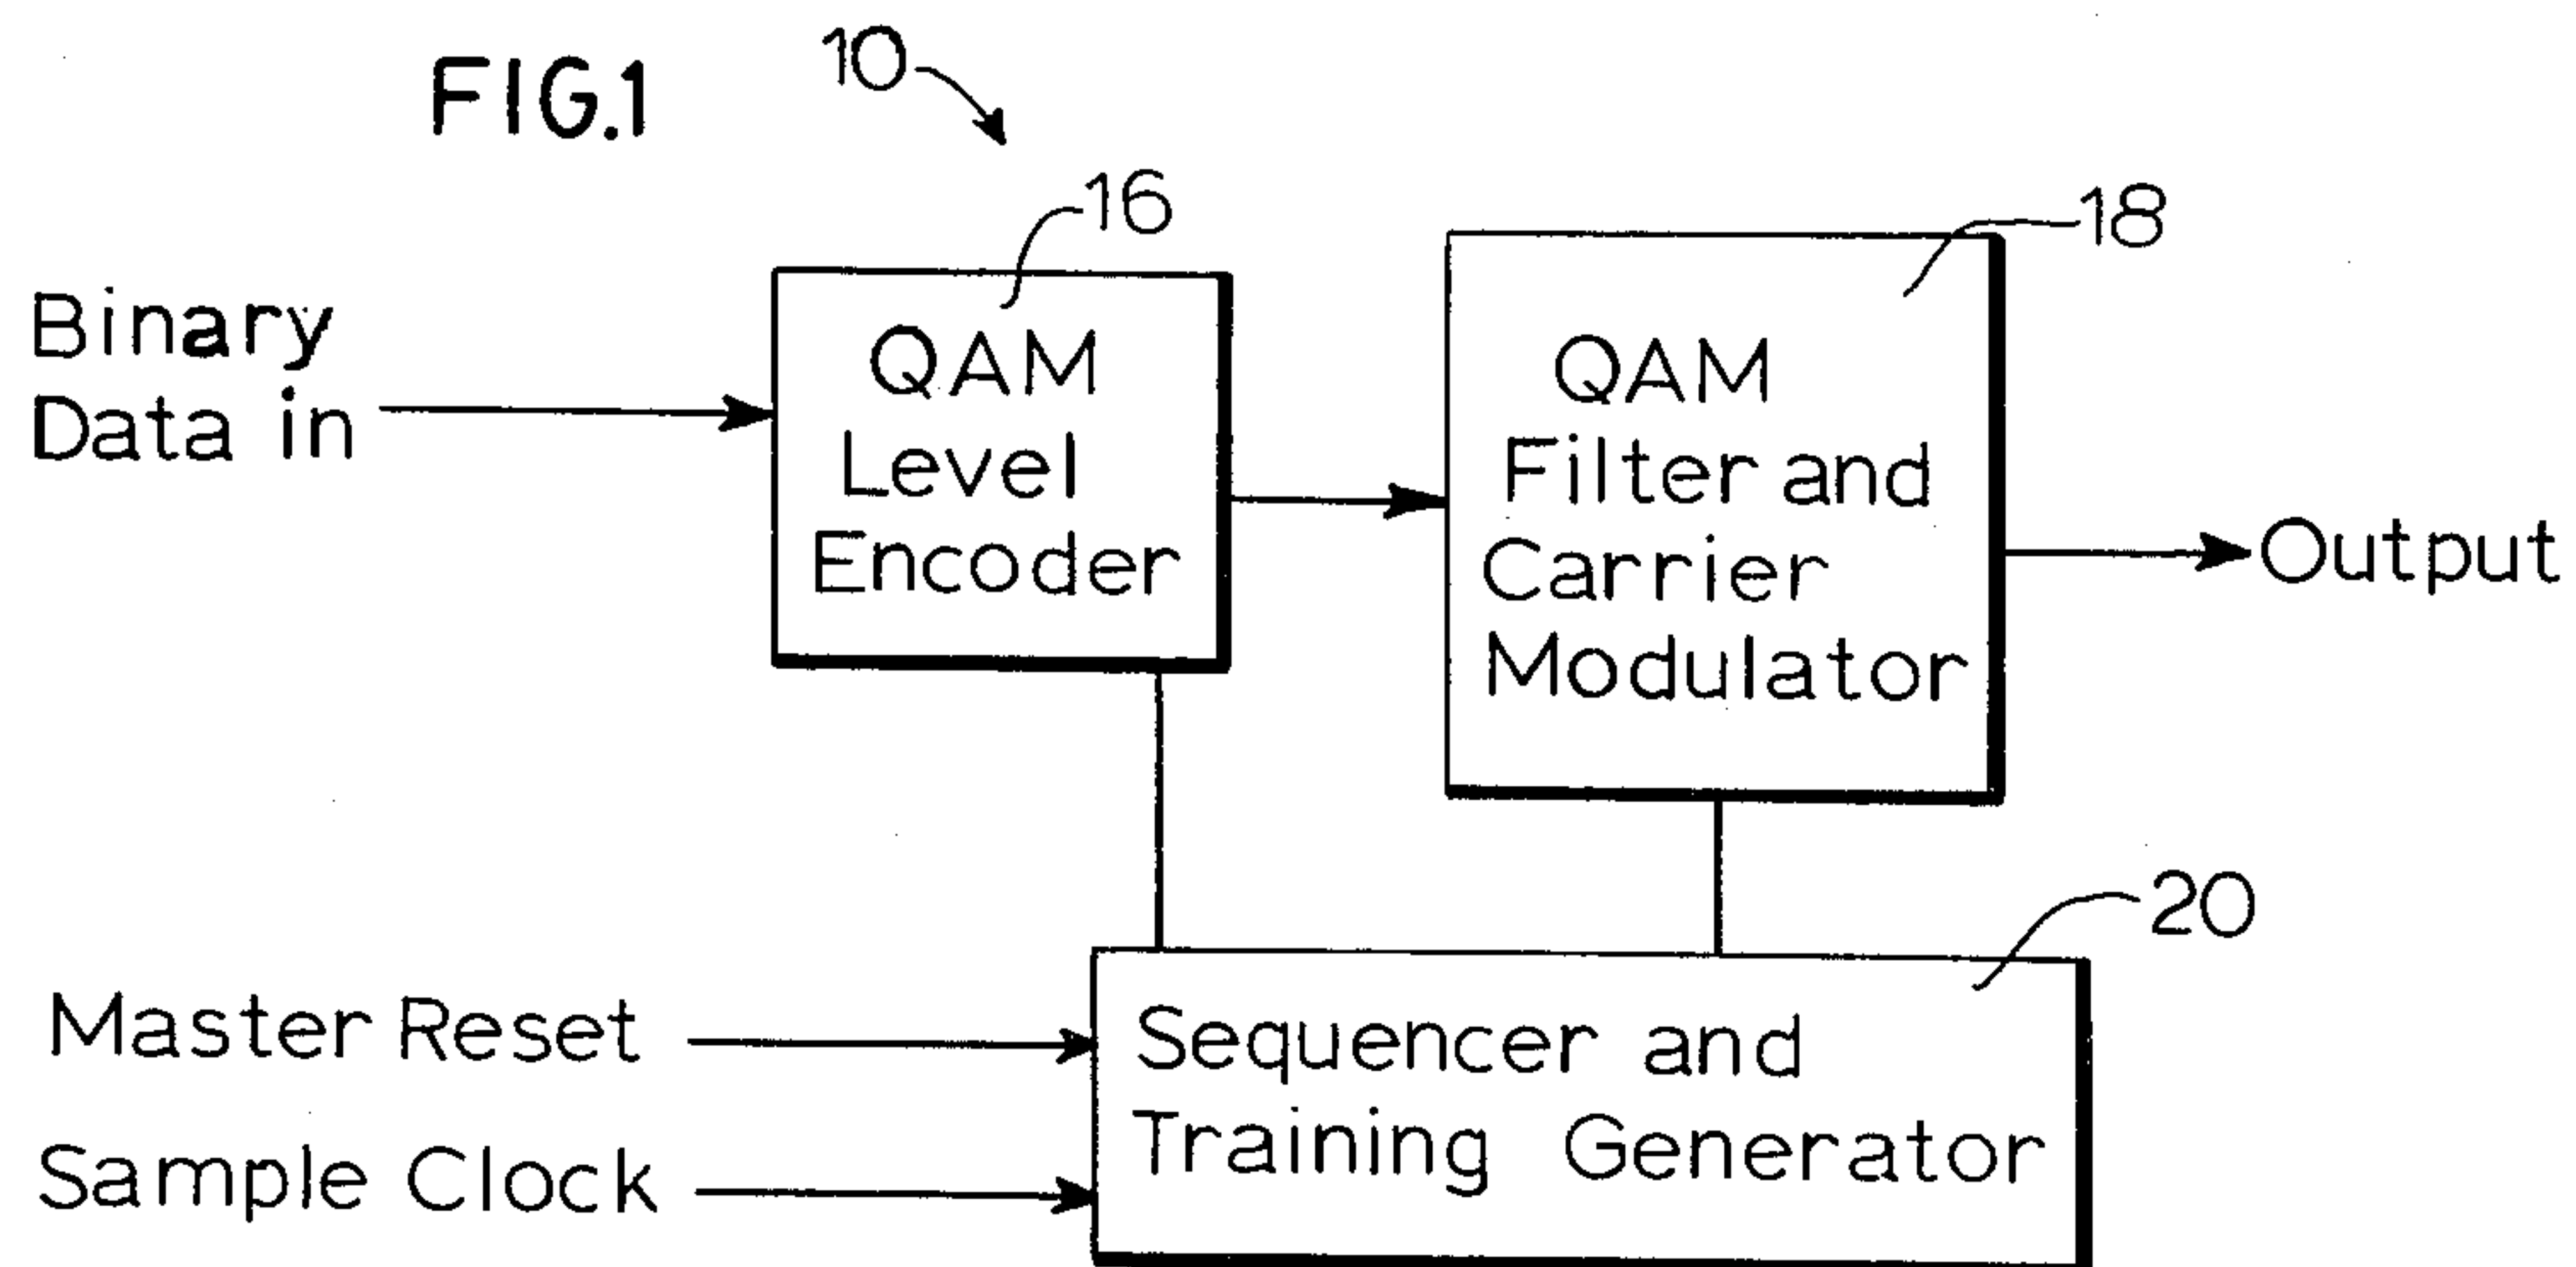 FIG.1
10
16
18
Binary
Data in
QAM
Level
Encoder
QAM
Filter and
Carrier
Modulator
Output
20
Master Reset
Sample Clock
Sequencer and
Training Generator